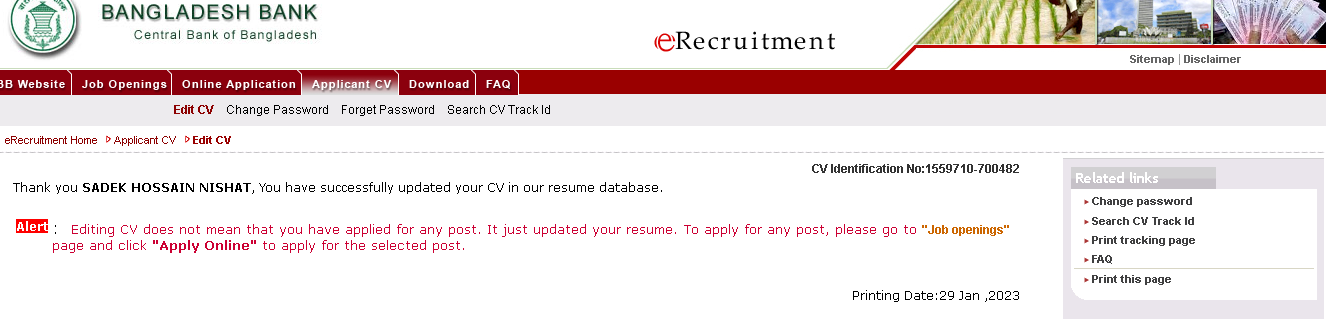 BANGLADESH BANK
Central Bank of Bangladesh
eRecruitment
Sitemap | Disclaimer
BB Website Job Openings Online Application Applicant CV Download FAQ
Edit CV Change Password Forget Password Search CV Track Id
eRecruitment Home Applicant CV Edit CV
CV Identification No:1559710-700482
Thank you SADEK HOSSAIN NISHAT, You have successfully updated your CV in our resume database.
Alert : Editing CV does not mean that you have applied for any post. It just updated your resume. To apply for any post, please go to "Job openings"
page and click "Apply Online" to apply for the selected post.
Printing Date:29 Jan ,2023
Related links
Change password
Search CV Track Id
Print tracking page
FAQ
Print this page